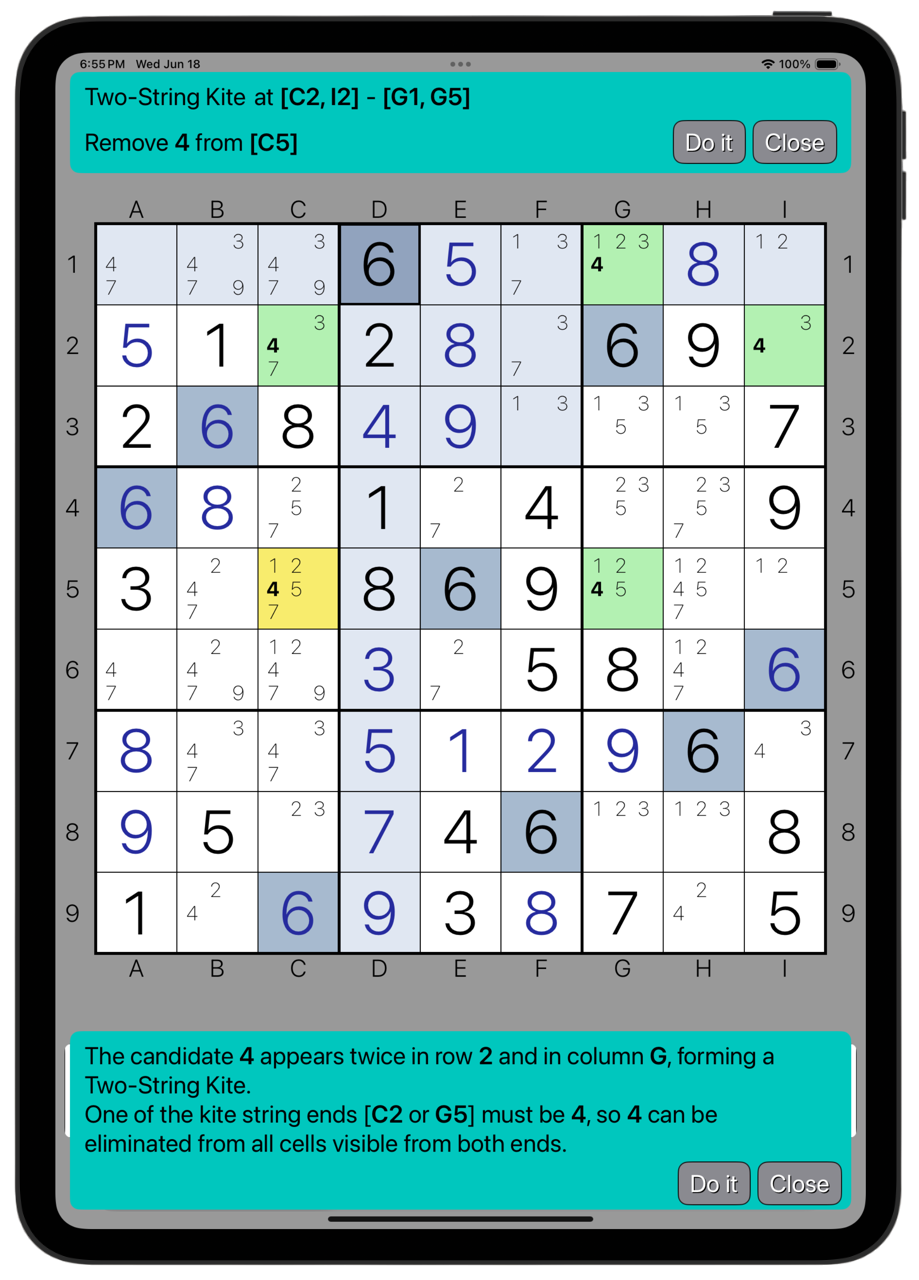 6:55 PM Wed Jun 18 100%
Two-String Kite at [C2, I2] - [G1, G5]
Remove 4 from [C5]
Do it Close
A B C D E F G H I
1 3 3 1 3 1 2 3 1 2 1
4 4 4 6 5 4 8
7 7 9 7 9 7
2 5 1 3 2 8 3 6 9 3 2
4 4
7 7
3 2 6 8 4 9 1 3 1 3 1 3 7 3
5 5
4 6 8 2 1 2 4 2 3 2 3 9 4
5 5 5
7 7 7
5 3 2 1 2 8 6 9 1 2 1 2 1 2 5
4 4 5 4 5 4 5
7 7 7
6 2 1 2 3 2 5 8 1 2 6 6
4 4 4 4
7 7 9 7 9 7 7
7 8 3 3 5 1 2 9 6 3 7
4 4 4
7 7
8 9 5 2 3 7 4 6 1 2 3 1 2 3 8 8
9 1 2 6 9 3 8 7 2 5 9
4 4
A B C D E F G H I
The candidate 4 appears twice in row 2 and in column G, forming a
Two-String Kite.
One of the kite string ends [C2 or G5] must be 4, so 4 can be
eliminated from all cells visible from both ends.
Do it Close